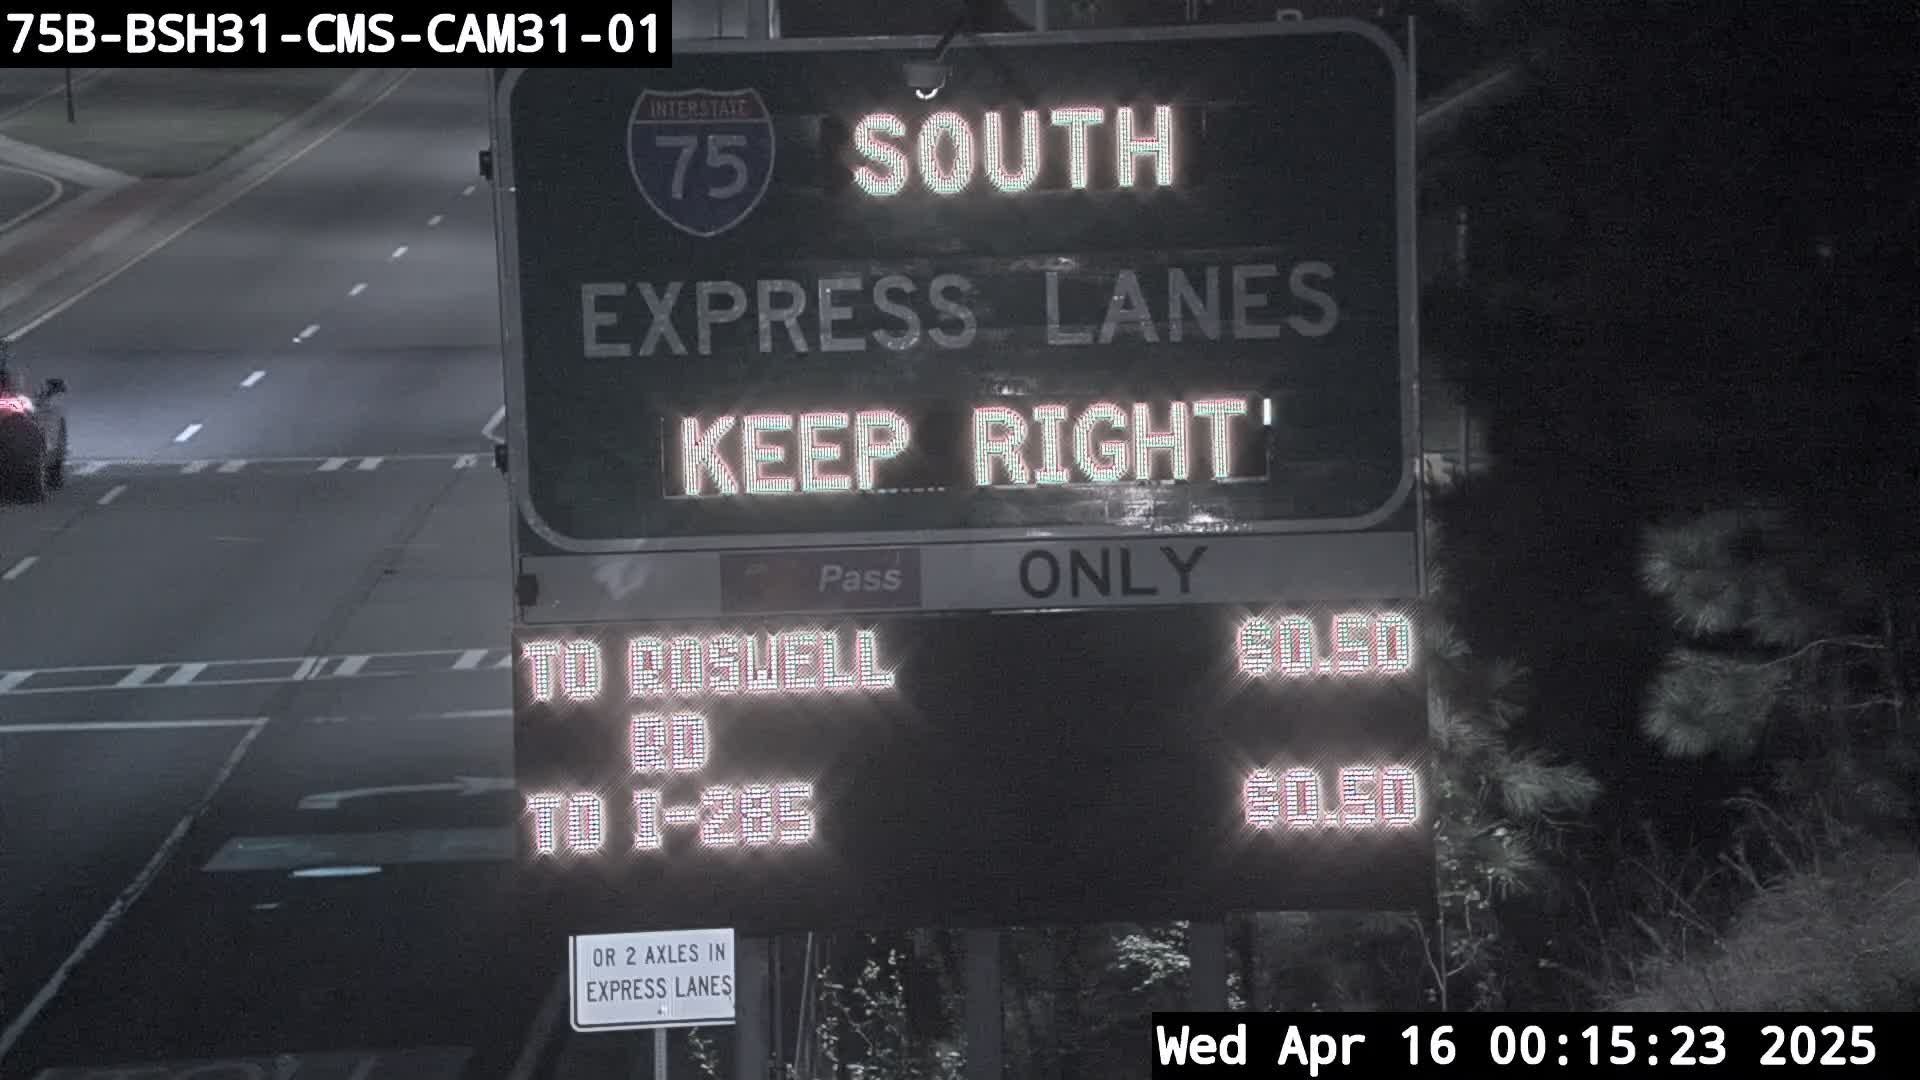 75B-BSH31-CMS-CAM31-01
INTERSTATE
75
SOUTH
EXPRESS LANES
KEEP RIGHT
Pass ONLY
TO ROSWELL $0.50
RD
TO I-285 $0.50
OR 2 AXLES IN
EXPRESS LANES
Wed Apr 16 00:15:23 2025